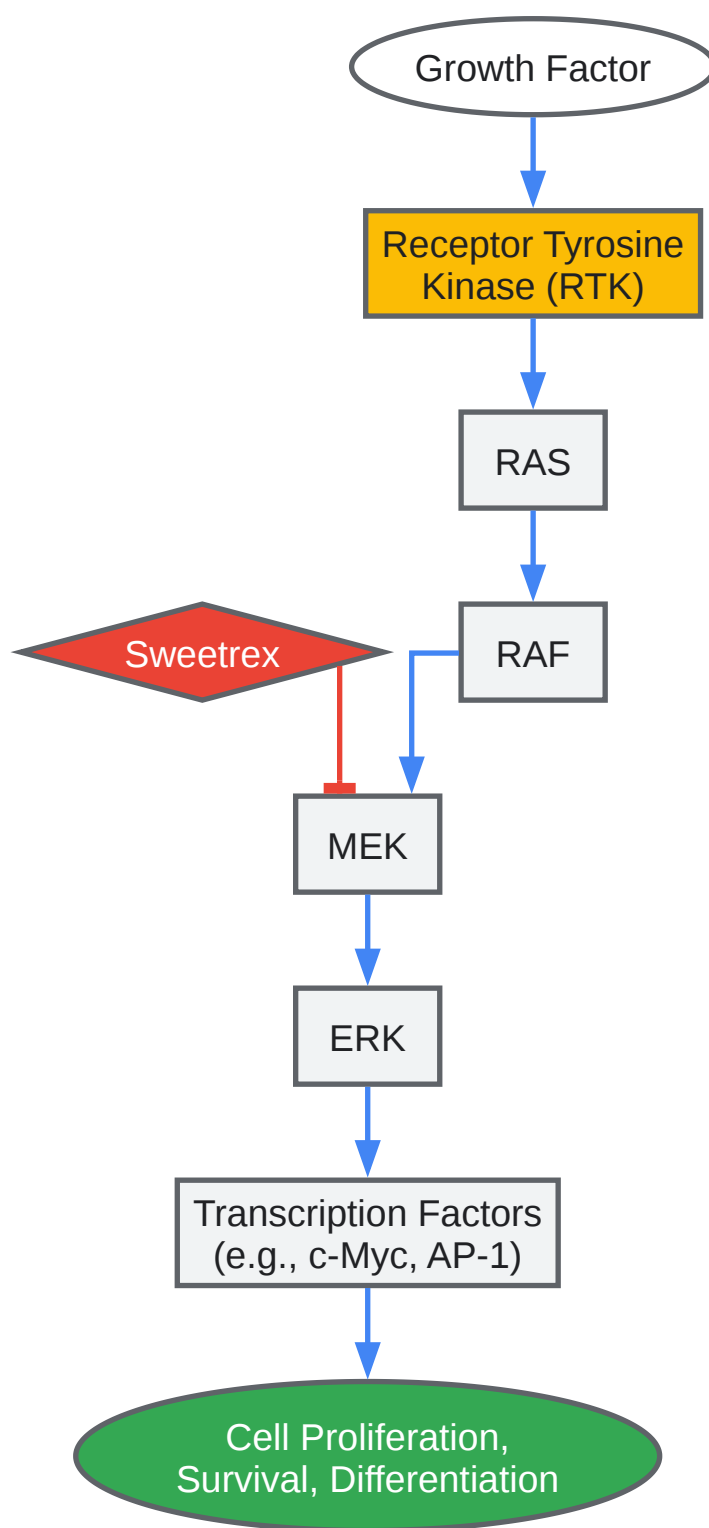 Growth Factor
Receptor Tyrosine
Kinase (RTK)
RAS
RAF
Sweetrex
MEK
ERK
Transcription Factors
(e.g., c-Myc, AP-1)
Cell Proliferation,
Survival, Differentiation